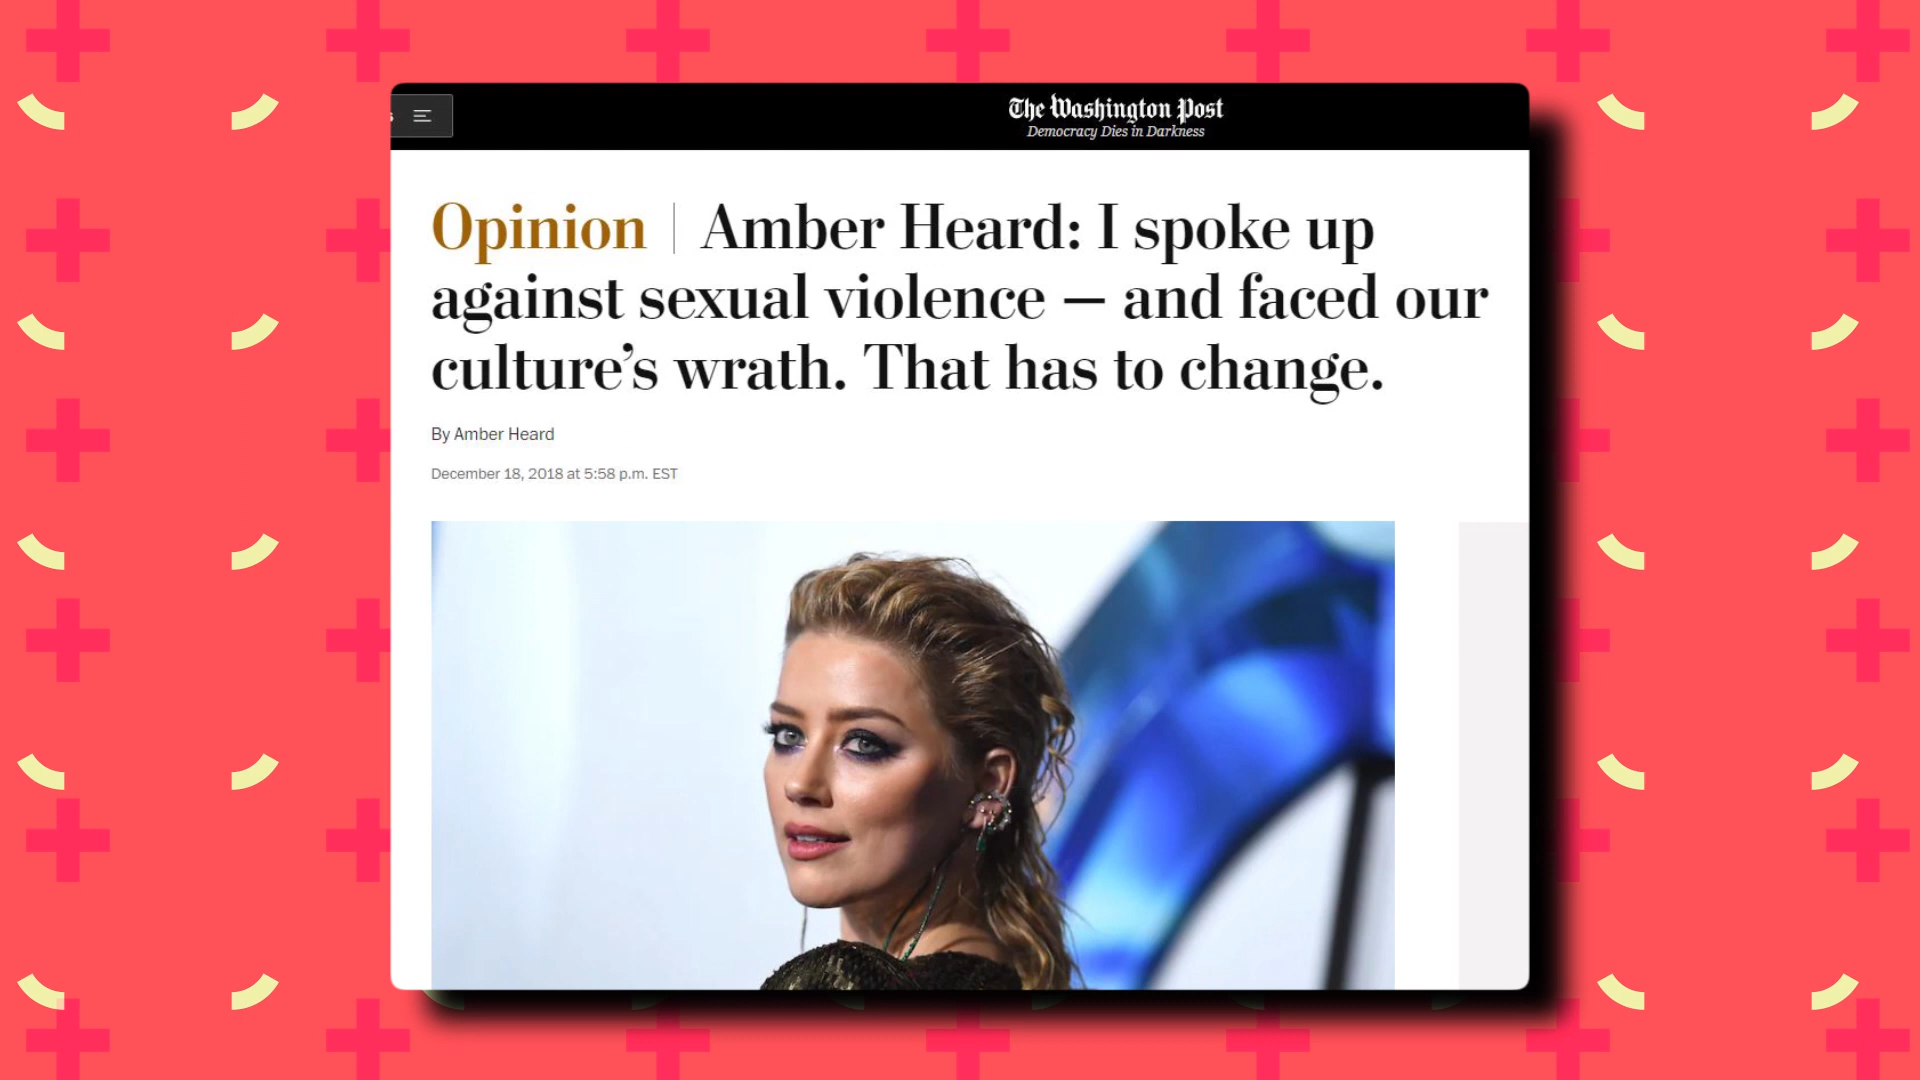 The Washington Post
Democracy Dies in Darkness
Opinion | Amber Heard: I spoke up
against sexual violence — and faced our
culture’s wrath. That has to change.
By Amber Heard
December 18, 2018 at 5:58 p.m. EST